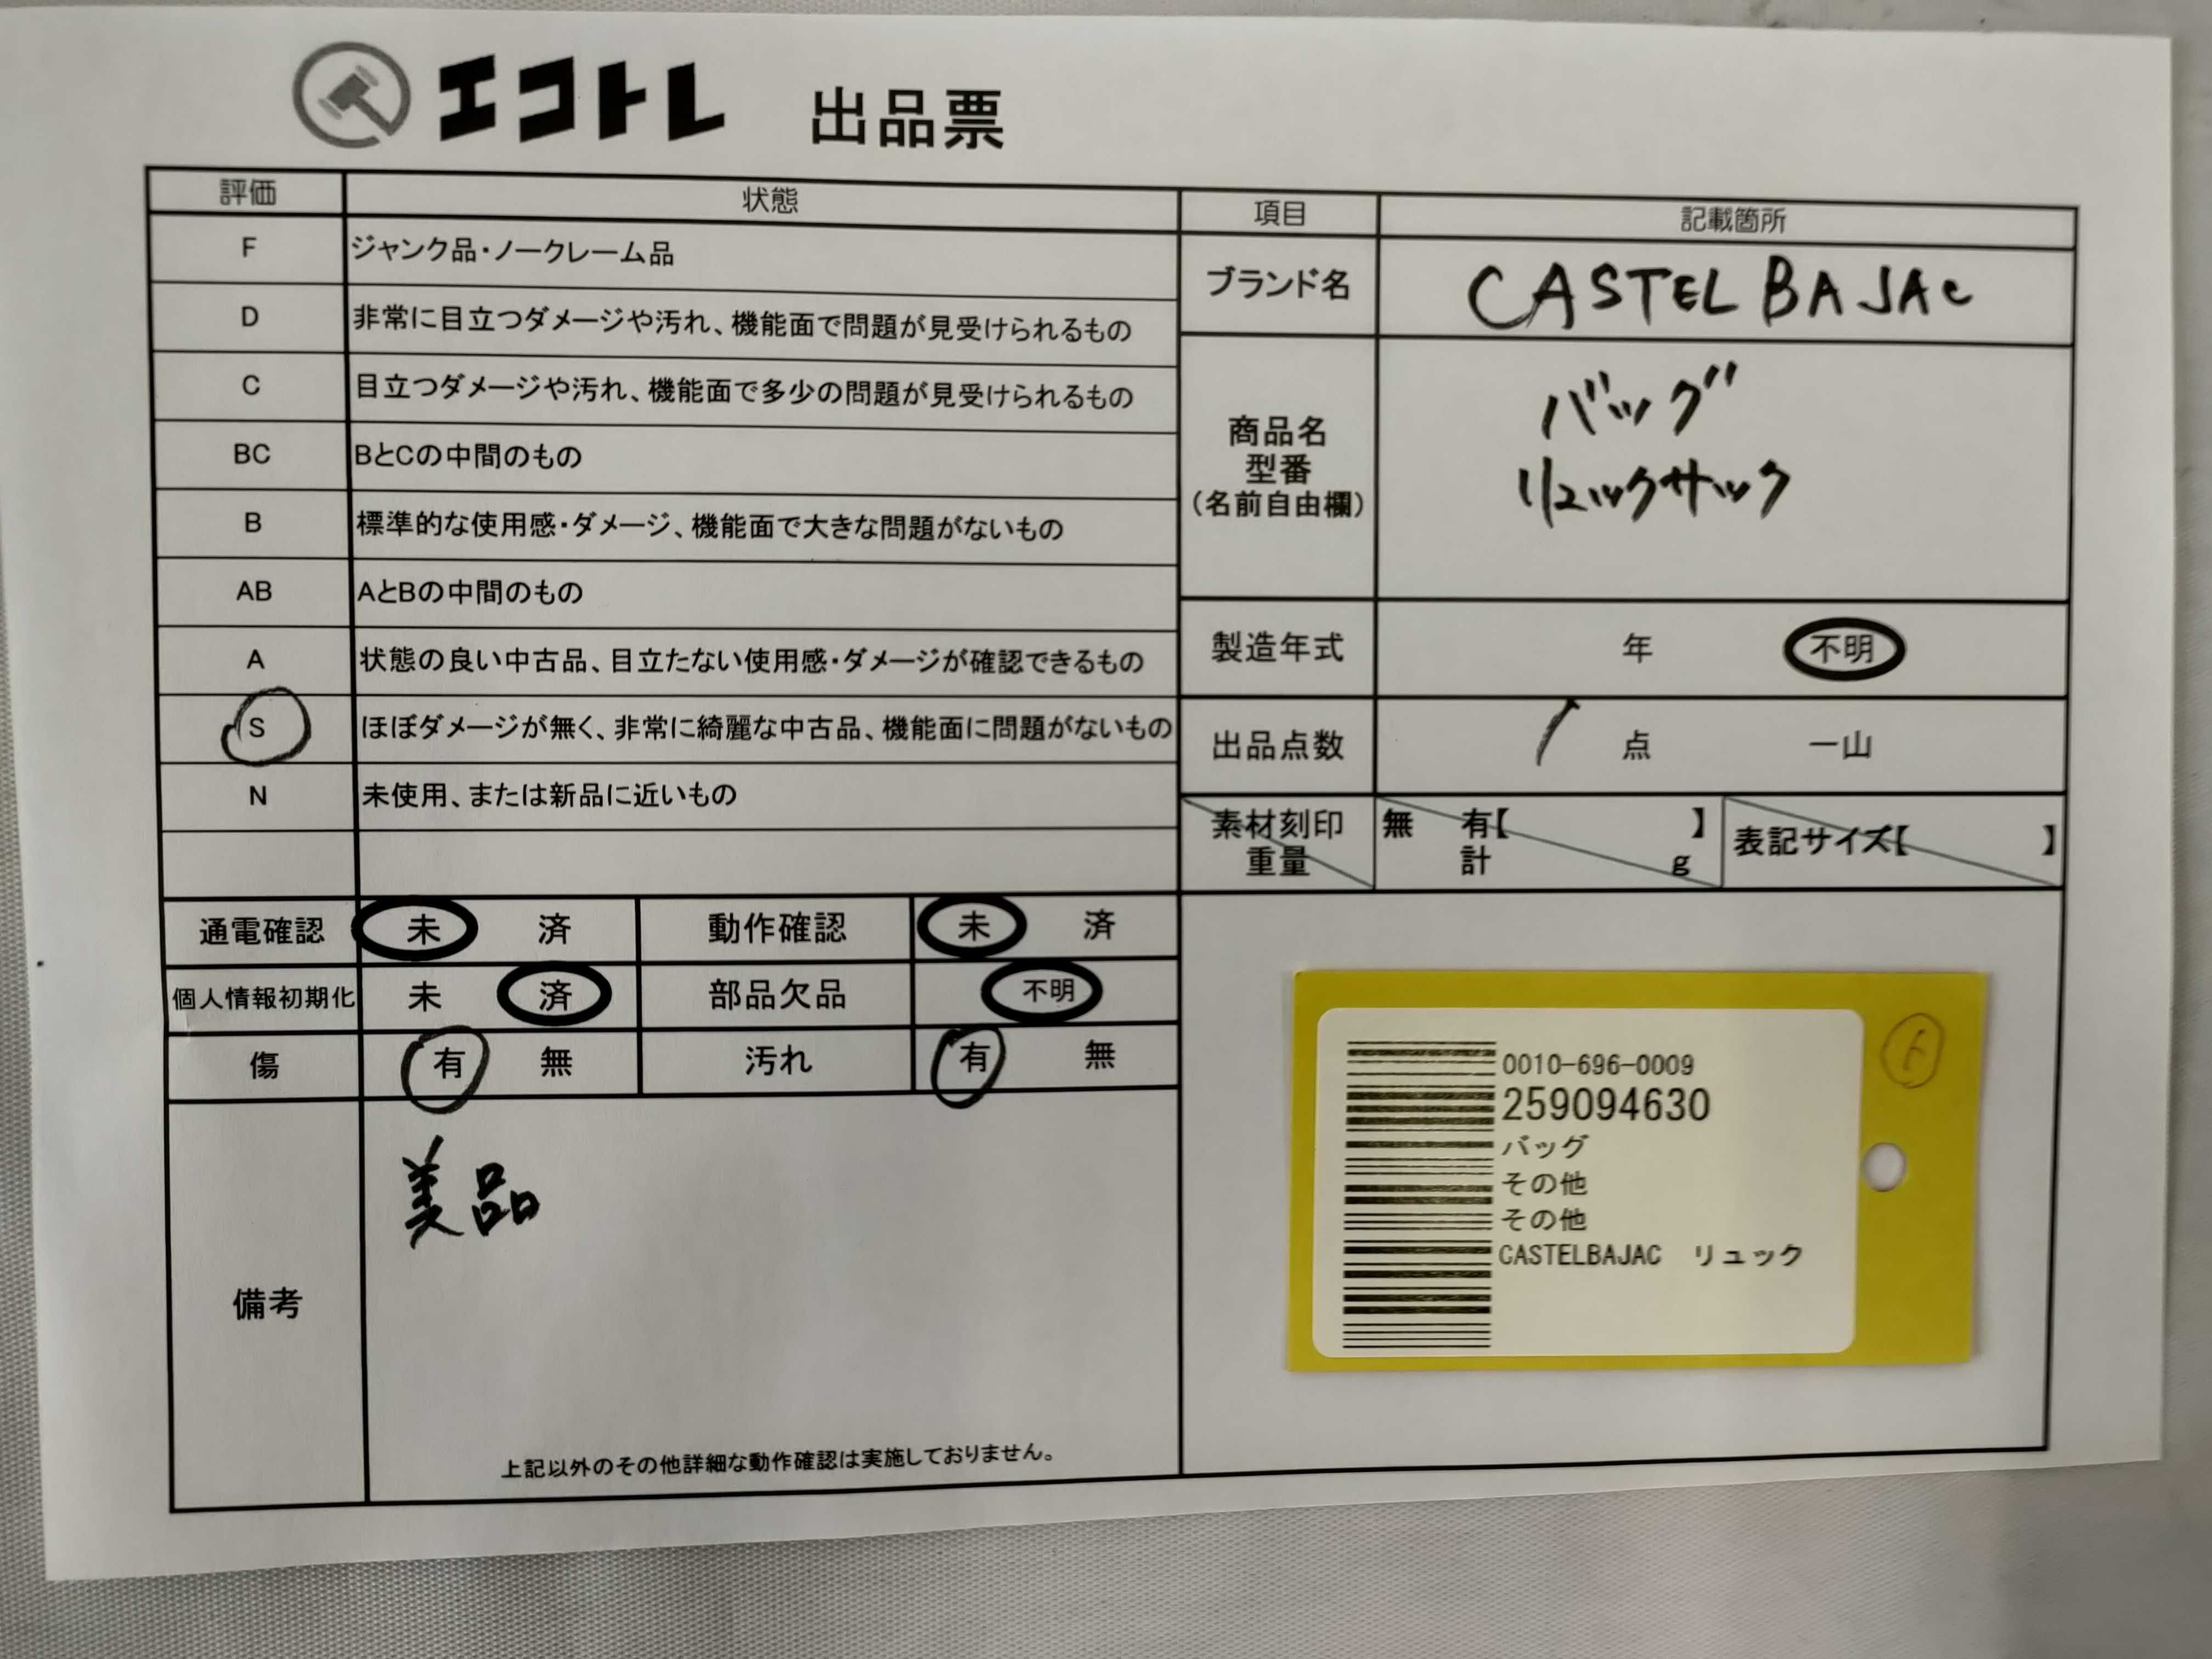 エコトレ 出品票
評価 状態
F ジャンク品・ノークレーム品
D 非常に目立つダメージや汚れ、機能面で問題が見受けられるもの
C 目立つダメージや汚れ、機能面で多少の問題が見受けられるもの
BC BとCの中間のもの
B 標準的な使用感・ダメージ、機能面で大きな問題がないもの
AB AとBの中間のもの
A 状態の良い中古品、目立たない使用感・ダメージが確認できるもの
S ほぼダメージが無く、非常に綺麗な中古品、機能面に問題がないもの
N 未使用、または新品に近いもの
通電確認 未 済 動作確認 未 済
個人情報初期化 未 済 部品欠品 不明
傷 有 無 汚れ 有 無
備考
美品
上記以外のその他詳細な動作確認は実施しておりません。
項目 記載箇所
ブランド名 CASTELBAJAC
商品名
型番
(名前自由欄)
バッグ
リュックサック
製造年式 年 不明
出品点数 1 点 一山
素材刻印 無 有【 】 表記サイズ【 】
重量 計 g
0010-696-0009
259094630
バッグ
その他
その他
CASTELBAJAC リュック